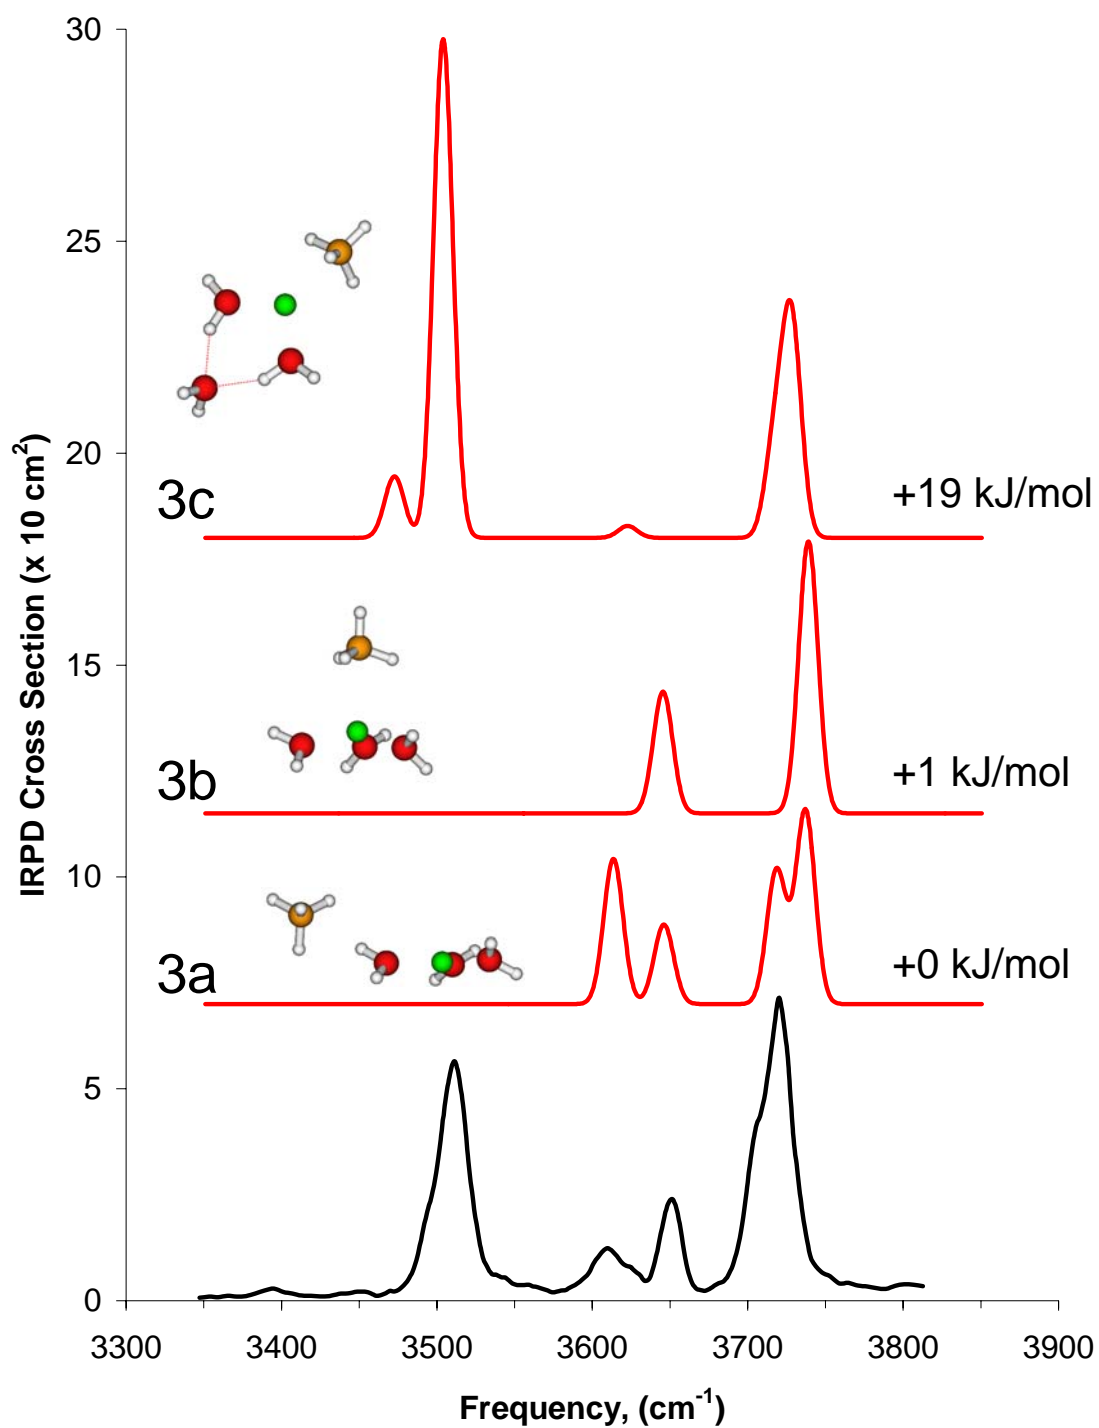 IRPD Cross Section (x 10 cm²)
30
25
20
15
10
5
0
3c
+19 kJ/mol
3b
+1 kJ/mol
3a
+0 kJ/mol
3300 3400 3500 3600 3700 3800 3900
Frequency, (cm⁻¹)